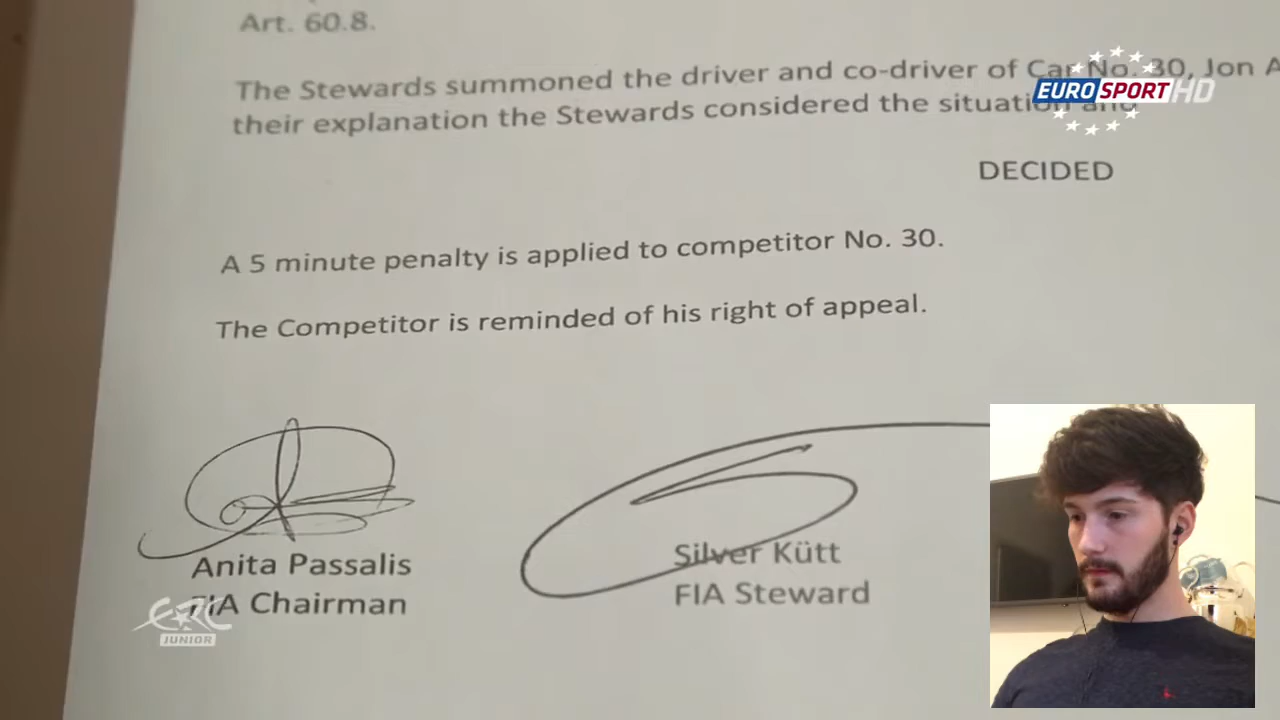 Art. 60.8.
The Stewards summoned the driver and co-driver of Car No. 30, Jon A
their explanation the Stewards considered the situation and
EUROSPORT HD
DECIDED
A 5 minute penalty is applied to competitor No. 30.
The Competitor is reminded of his right of appeal.
Anita Passalis
FIA Chairman
Silver Kütt
FIA Steward
ERC
JUNIOR